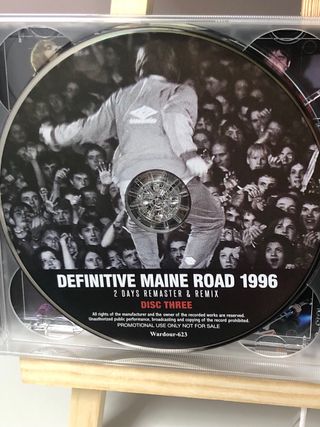 DEFINITIVE MAINE ROAD 1996
2 DAYS REMASTER & REMIX
DISC THREE
All rights of the manufacturer and the owner of the recorded works are reserved.
Unauthorized public performance, broadcasting and copying of the record prohibited.
PROMOTIONAL USE ONLY NOT FOR SALE
Wardour-623